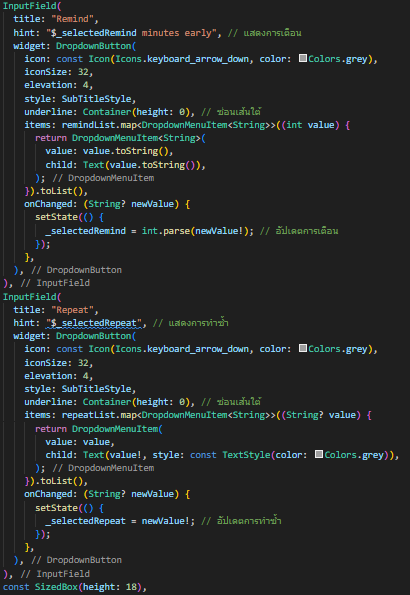 InputField(
title: "Remind",
hint: "$_selectedRemind minutes early", // แสดงการเตือน
widget: DropdownButton(
icon: const Icon(Icons.keyboard_arrow_down, color: Colors.grey),
iconSize: 32,
elevation: 4,
style: SubTitleStyle,
underline: Container(height: 0), // ซ่อนเส้นใต้
items: remindList.map<DropdownMenuItem<String>>((int value) {
return DropdownMenuItem<String>(
value: value.toString(),
child: Text(value.toString()),
); // DropdownMenuItem
}).toList(),
onChanged: (String? newValue) {
setState(() {
_selectedRemind = int.parse(newValue!); // อัปเดตการเตือน
});
},
), // DropdownButton
), // InputField
InputField(
title: "Repeat",
hint: "$_selectedRepeat", // แสดงการทำซ้ำ
widget: DropdownButton(
icon: const Icon(Icons.keyboard_arrow_down, color: Colors.grey),
iconSize: 32,
elevation: 4,
style: SubTitleStyle,
underline: Container(height: 0), // ซ่อนเส้นใต้
items: repeatList.map<DropdownMenuItem<String>>((String? value) {
return DropdownMenuItem(
value: value,
child: Text(value!, style: const TextStyle(color: Colors.grey)),
); // DropdownMenuItem
}).toList(),
onChanged: (String? newValue) {
setState(() {
_selectedRepeat = newValue!; // อัปเดตการทำซ้ำ
});
},
), // DropdownButton
), // InputField
const SizedBox(height: 18),